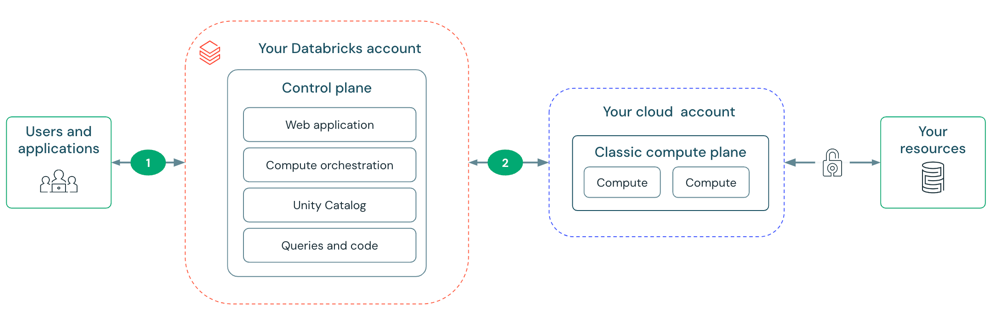 Your Databricks account
Control plane
Users and
applications
1
Web application
Compute orchestration
Unity Catalog
Queries and code
2
Your cloud account
Classic compute plane
Compute
Compute
Your
resources